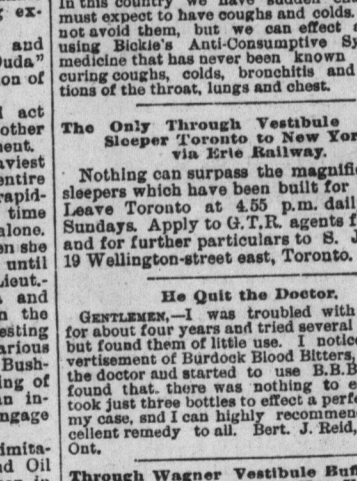 g ex-
and
Duda"
on of
act
other
ment.
aviest
entire
rapid-
time
alone.
en she
until
Lieut.-
and
n the
esting
arious
Bush-
ing of
an in-
ngage
imita-
nd Oil
In this country we have sudden
must expect to have coughs and colds.
not avoid them, but we can effect a
using Bickle's Anti-Consumptive Sy
medicine that has never been known
curing coughs, colds, bronchitis and
tions of the throat, lungs and chest.
The Only Through Vestibule
Sleeper Toronto to New Yor
via Erie Railway.
Nothing can surpass the magnific
sleepers which have been built for
Leave Toronto at 4.55 p.m. dail
Sundays. Apply to G.T.R. agents f
and for further particulars to S. J
19 Wellington-street east, Toronto.
He Quit the Doctor.
GENTLEMEN,—I was troubled with
for about four years and tried several
but found them of little use. I notic
vertisement of Burdock Blood Bitters,
the doctor and started to use B.B.B
found that there was nothing to e
took just three bottles to effect a perfe
my case, and I can highly recommen
cellent remedy to all. Bert. J. Reid,
Ont.
Through Wagner Vestibule Buf